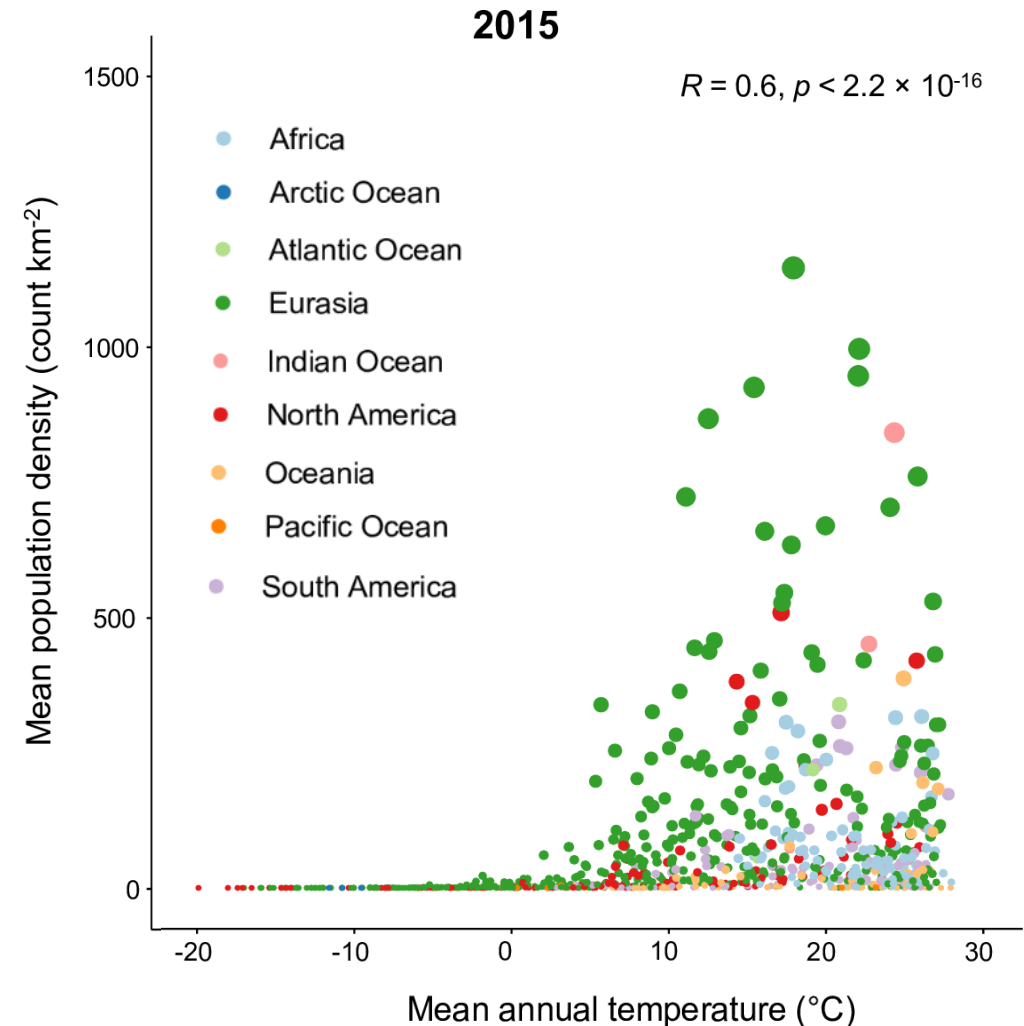 2015
1500
R = 0.6, p < 2.2 × 10-16
Africa
Arctic Ocean
Atlantic Ocean
Eurasia
1000
Indian Ocean
North America
Oceania
Pacific Ocean
South America
500
0
Mean population density (count km-2)
-20 -10 0 10 20 30
Mean annual temperature (°C)